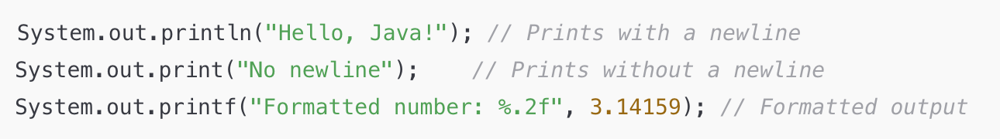 System.out.println("Hello, Java!"); // Prints with a newline
System.out.print("No newline");    // Prints without a newline
System.out.printf("Formatted number: %.2f", 3.14159); // Formatted output